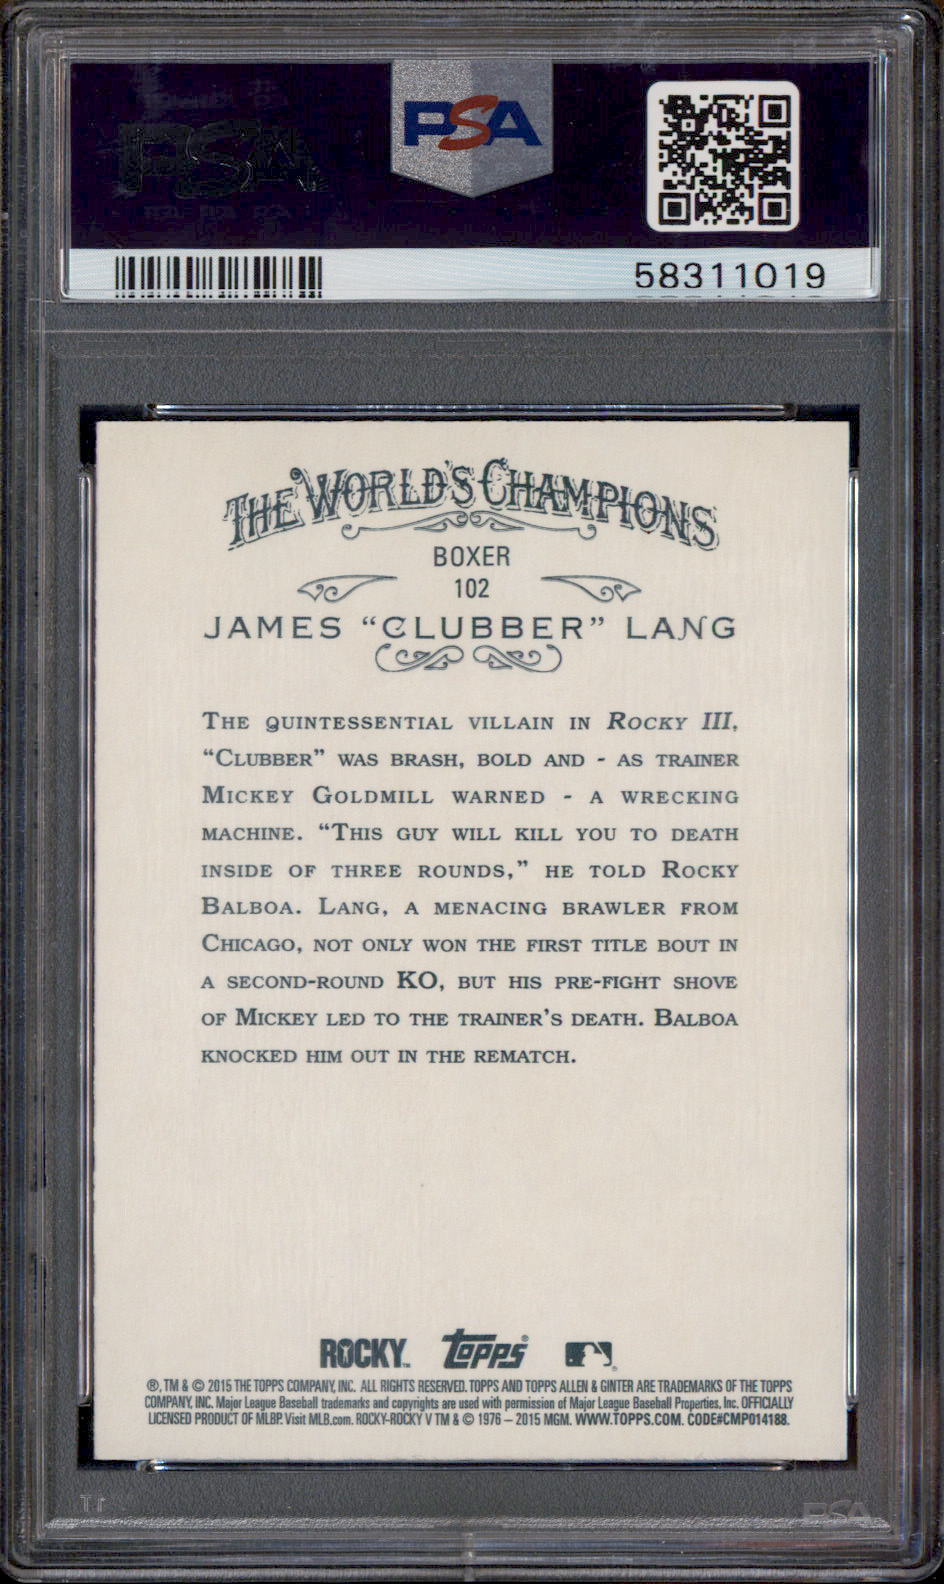 PSA
58311019
THE WORLD'S CHAMPIONS
BOXER
102
JAMES “CLUBBER” LANG
THE QUINTESSENTIAL VILLAIN IN ROCKY III,
“CLUBBER” WAS BRASH, BOLD AND - AS TRAINER
MICKEY GOLDMILL WARNED - A WRECKING
MACHINE. “THIS GUY WILL KILL YOU TO DEATH
INSIDE OF THREE ROUNDS,” HE TOLD ROCKY
BALBOA. LANG, A MENACING BRAWLER FROM
CHICAGO, NOT ONLY WON THE FIRST TITLE BOUT IN
A SECOND-ROUND KO, BUT HIS PRE-FIGHT SHOVE
OF MICKEY LED TO THE TRAINER'S DEATH. BALBOA
KNOCKED HIM OUT IN THE REMATCH.
ROCKY™ TOPPS®
®, TM & © 2015 THE TOPPS COMPANY, INC. ALL RIGHTS RESERVED. TOPPS AND TOPPS ALLEN & GINTER ARE TRADEMARKS OF THE TOPPS
COMPANY, INC. Major League Baseball trademarks and copyrights are used with permission of Major League Baseball Properties, Inc. OFFICIALLY
LICENSED PRODUCT OF MLBP. Visit MLB.com. ROCKY-ROCKY V TM & © 1976 – 2015 MGM. WWW.TOPPS.COM. CODE#CMP014188.
PSA